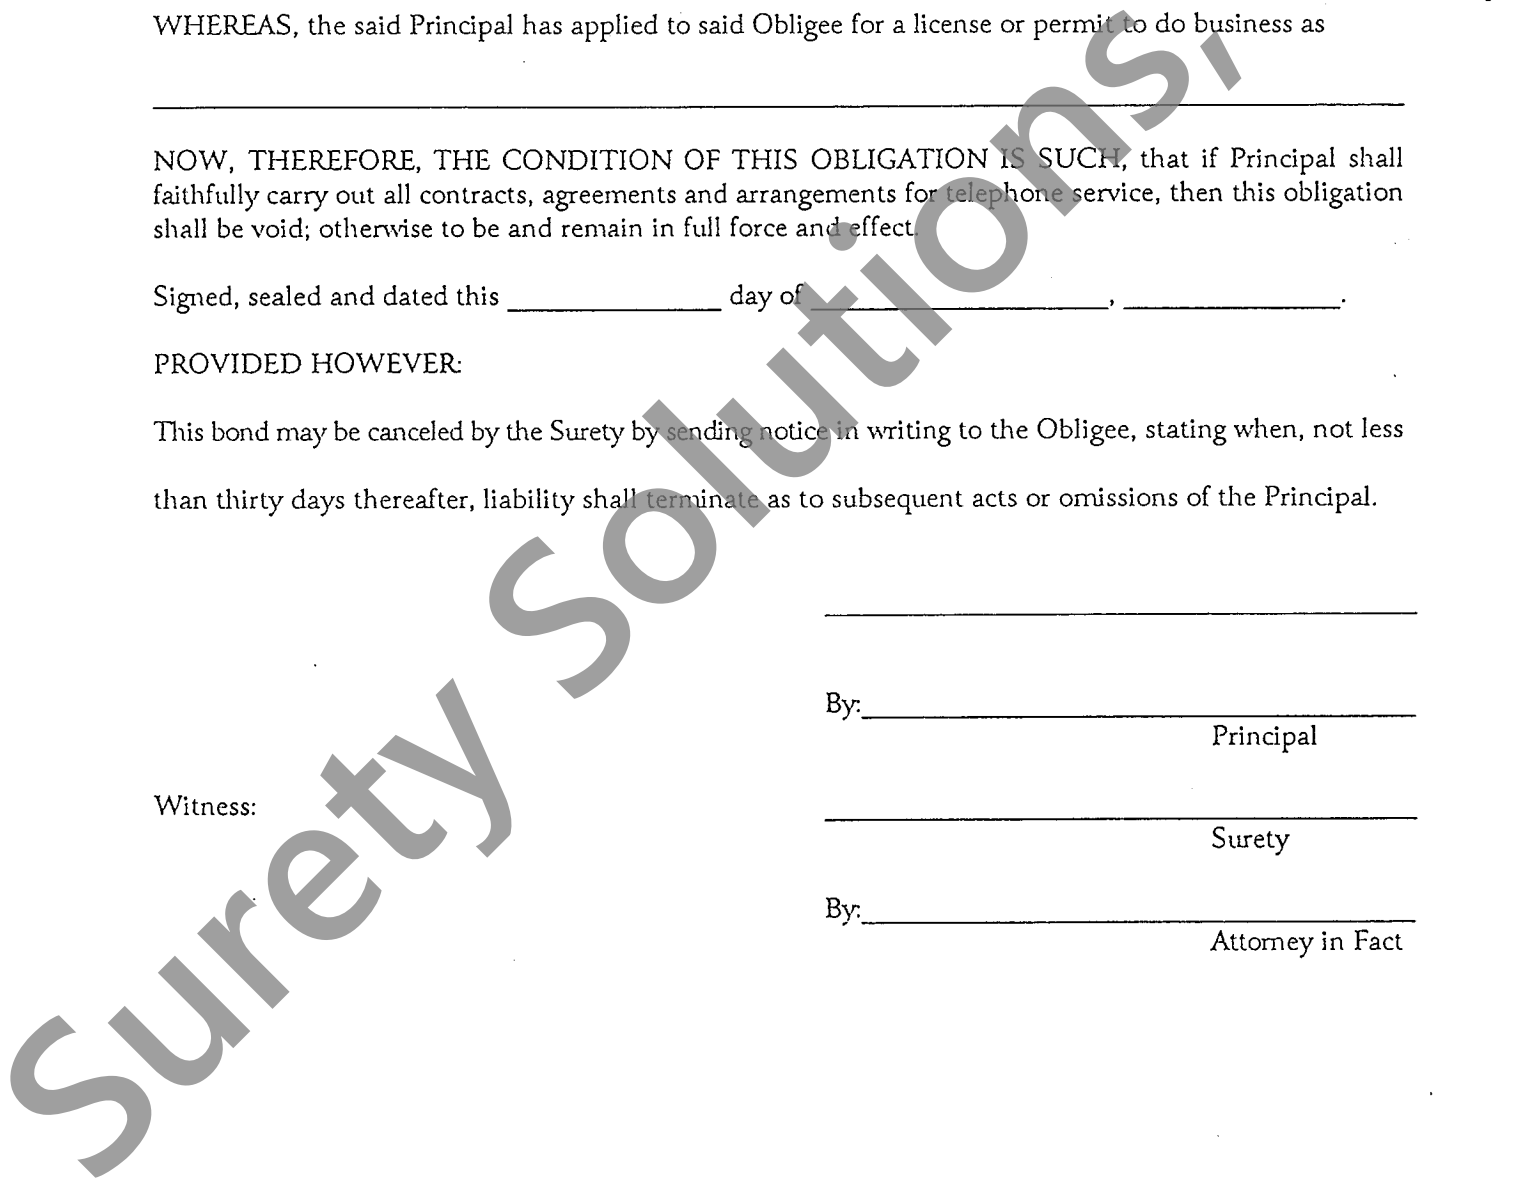 WHEREAS, the said Principal has applied to said Obligee for a license or permit to do business as
NOW, THEREFORE, THE CONDITION OF THIS OBLIGATION IS SUCH, that if Principal shall
faithfully carry out all contracts, agreements and arrangements for telephone service, then this obligation
shall be void; otherwise to be and remain in full force and effect.
Signed, sealed and dated this ____________ day of ____________, ____________.
PROVIDED HOWEVER:
This bond may be canceled by the Surety by sending notice in writing to the Obligee, stating when, not less
than thirty days thereafter, liability shall terminate as to subsequent acts or omissions of the Principal.
By:____________
Principal
Witness:
Surety
By:____________
Attorney in Fact
Surety Solutions,